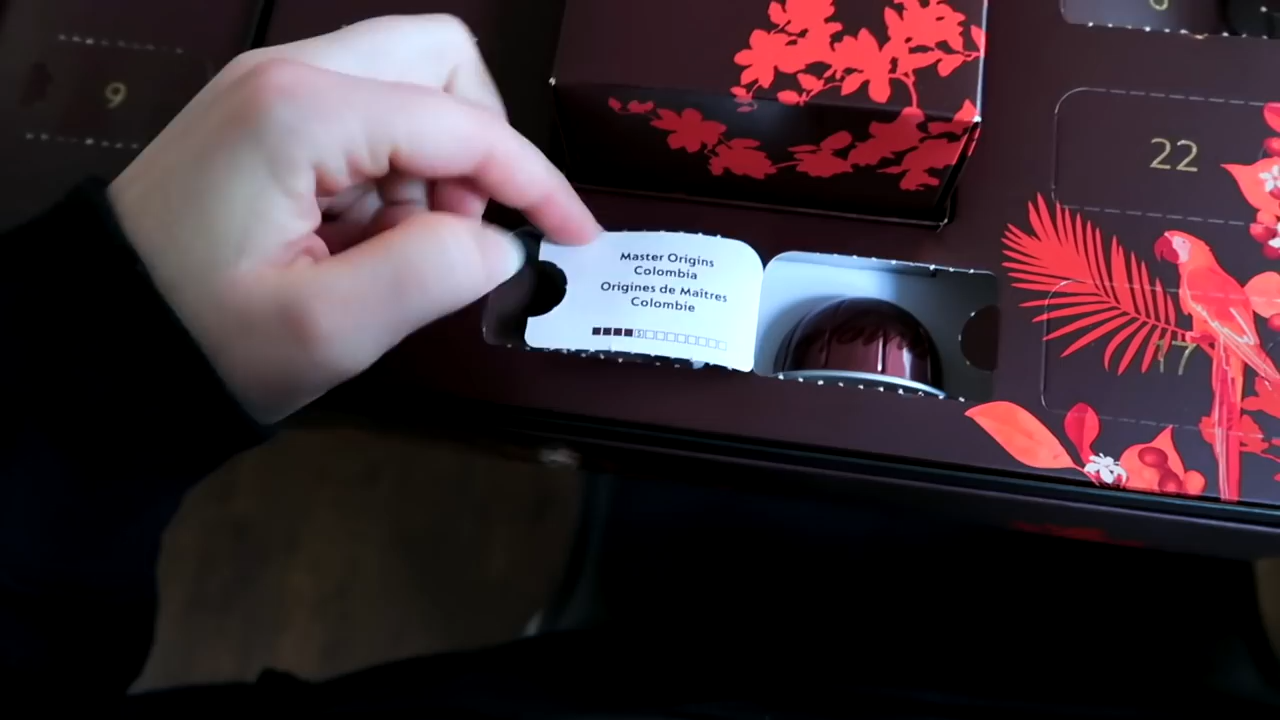 9
22
Master Origins
Colombia
Origines de Maîtres
Colombie
5
17